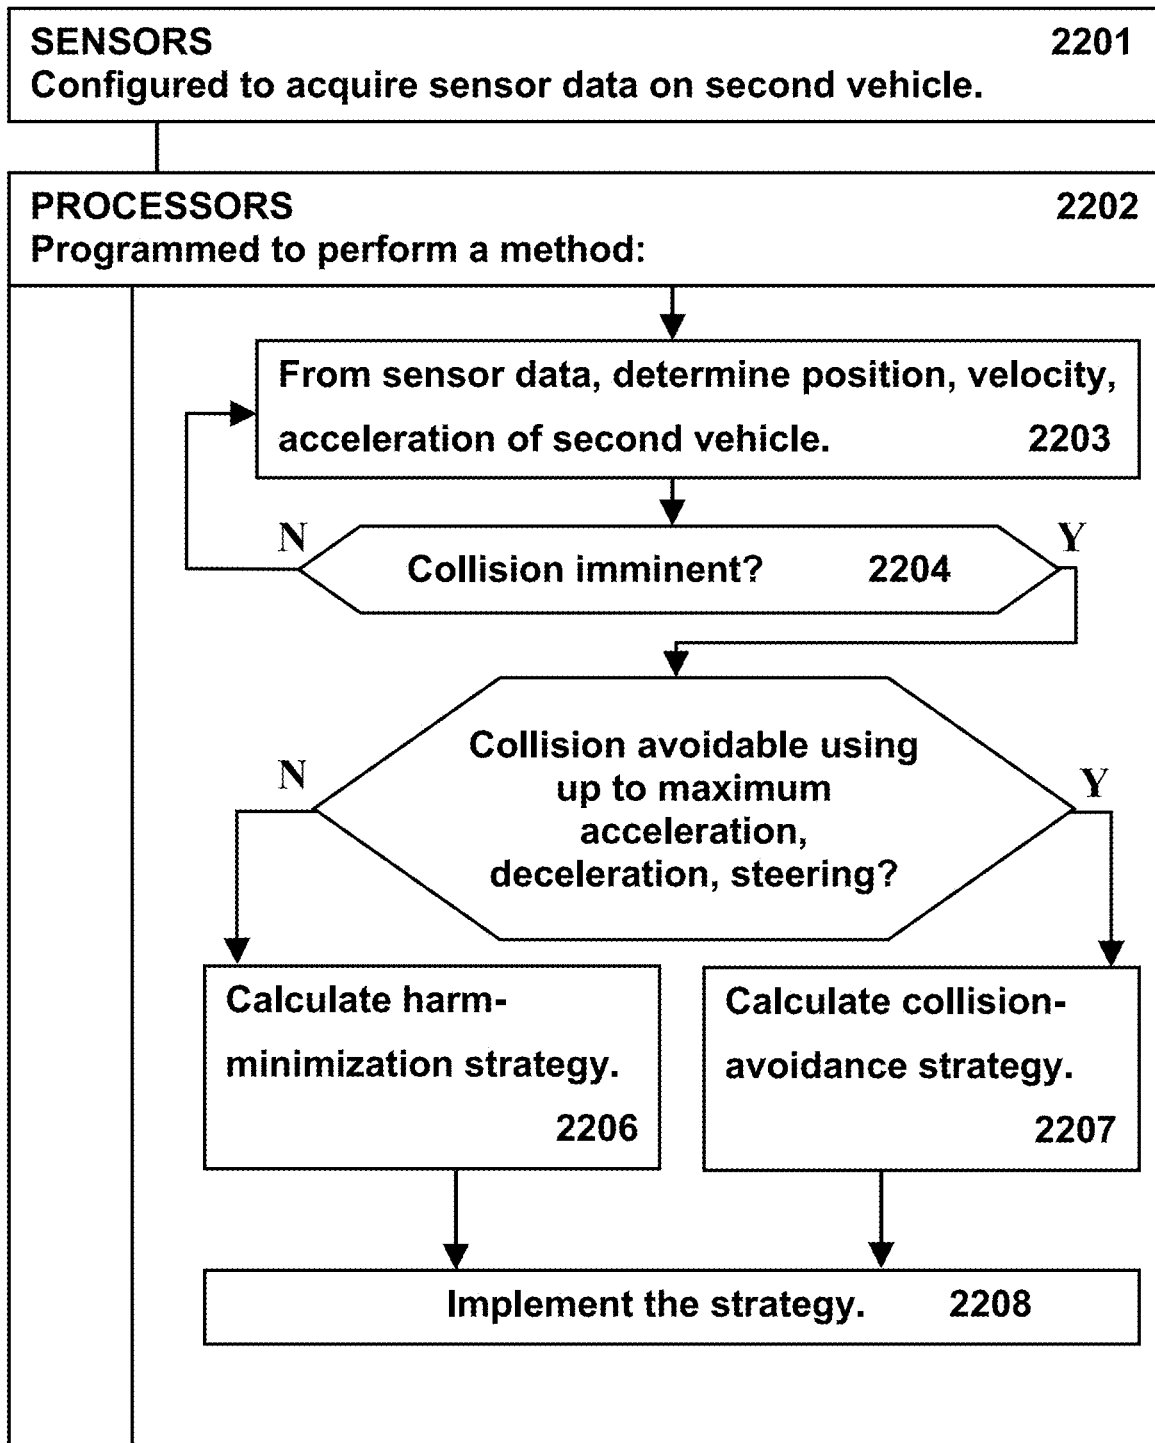 SENSORS 2201
Configured to acquire sensor data on second vehicle.
PROCESSORS 2202
Programmed to perform a method:
From sensor data, determine position, velocity,
acceleration of second vehicle. 2203
N Y
Collision imminent? 2204
Collision avoidable using
N Y
up to maximum
acceleration,
deceleration, steering?
Calculate harm-
minimization strategy.
2206
Calculate collision-
avoidance strategy.
2207
Implement the strategy. 2208